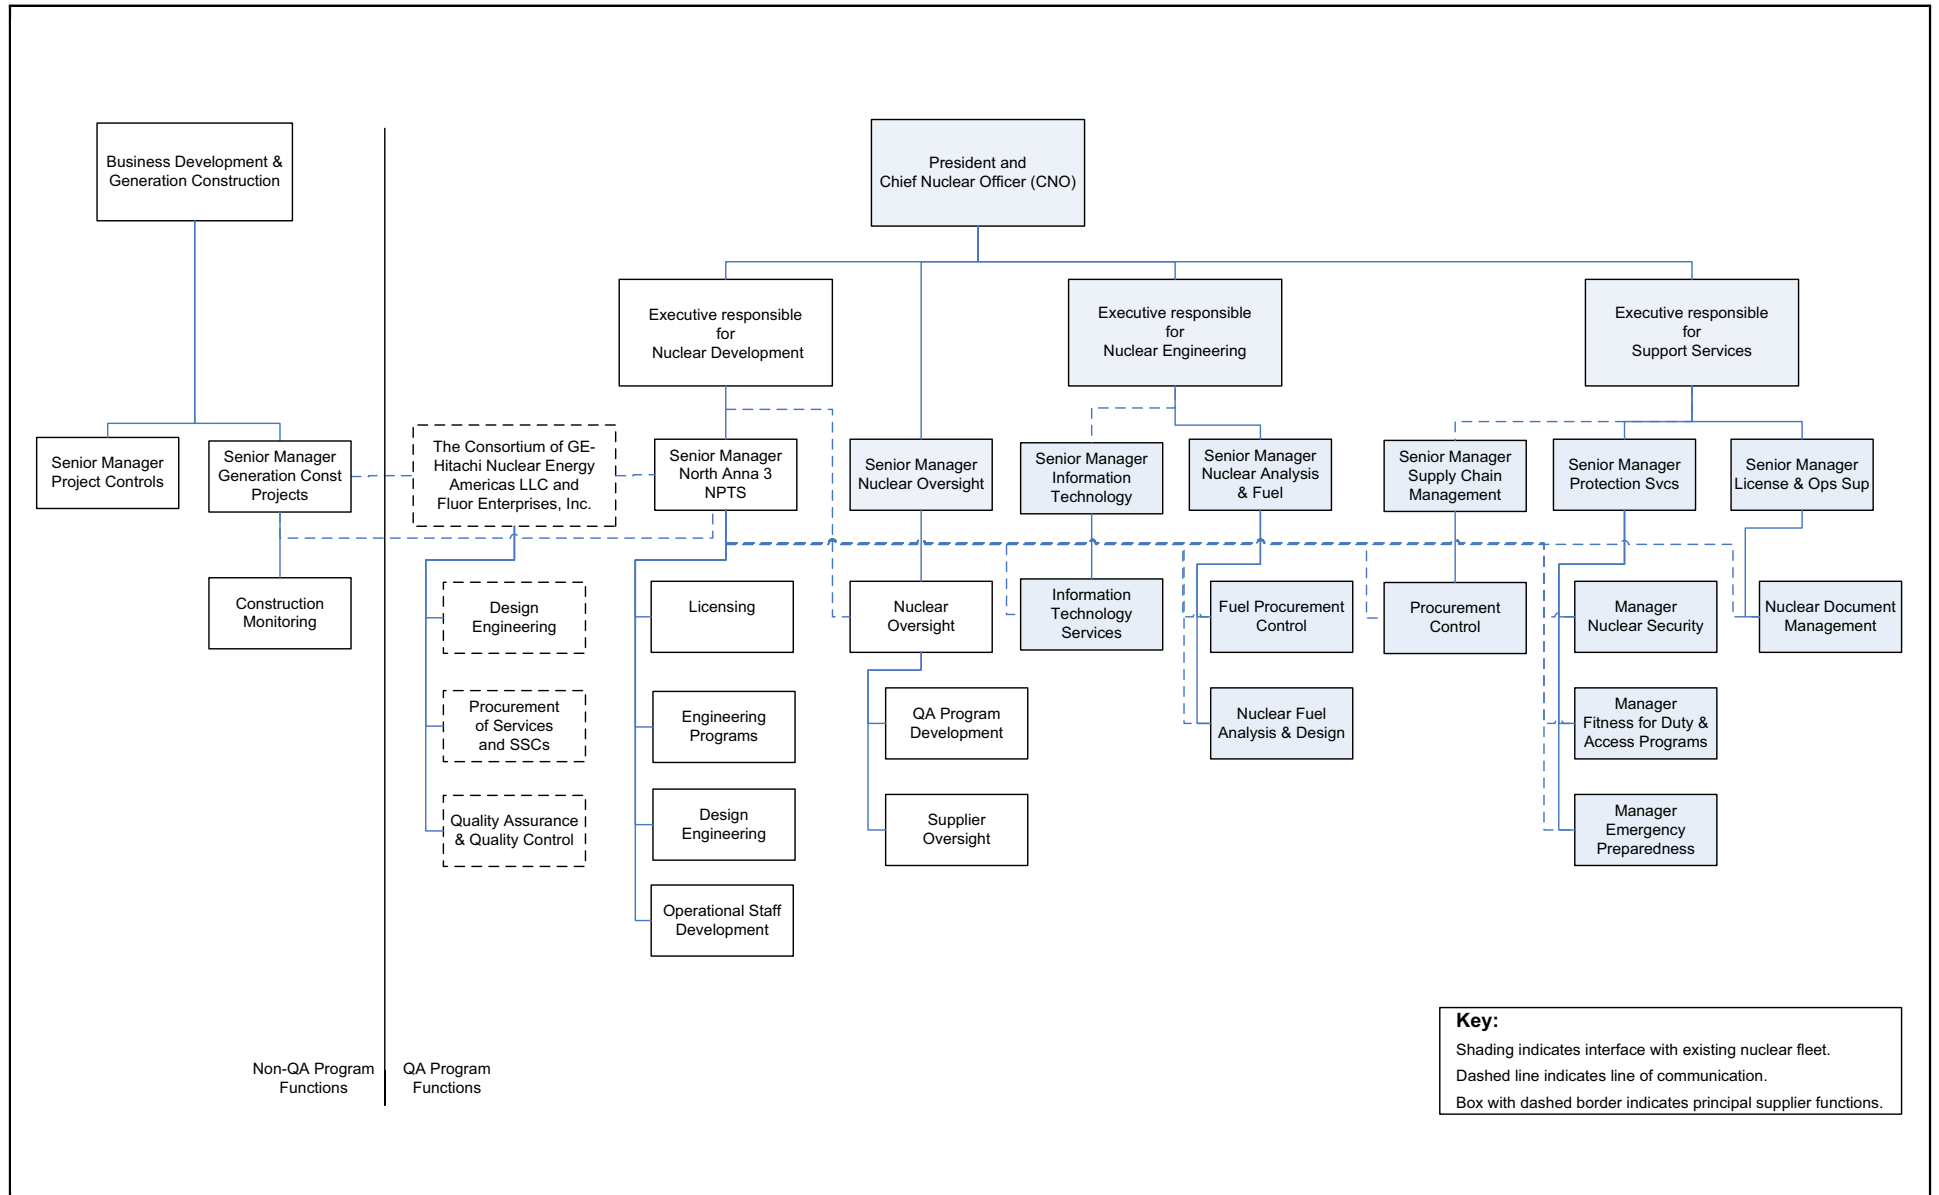 Business Development &
Generation Construction
President and
Chief Nuclear Officer (CNO)
Executive responsible
for
Nuclear Development
Executive responsible
for
Nuclear Engineering
Executive responsible
for
Support Services
Senior Manager
Project Controls
Senior Manager
Generation Const
Projects
The Consortium of GE-
Hitachi Nuclear Energy
Americas LLC and
Fluor Enterprises, Inc.
Senior Manager
North Anna 3
NPTS
Senior Manager
Nuclear Oversight
Senior Manager
Information
Technology
Senior Manager
Nuclear Analysis
& Fuel
Senior Manager
Supply Chain
Management
Senior Manager
Protection Svcs
Senior Manager
License & Ops Sup
Construction
Monitoring
Design
Engineering
Licensing
Nuclear
Oversight
Information
Technology
Services
Fuel Procurement
Control
Procurement
Control
Manager
Nuclear Security
Nuclear Document
Management
Procurement
of Services
and SSCs
Engineering
Programs
QA Program
Development
Nuclear Fuel
Analysis & Design
Manager
Fitness for Duty &
Access Programs
Quality Assurance
& Quality Control
Design
Engineering
Supplier
Oversight
Manager
Emergency
Preparedness
Operational Staff
Development
Non-QA Program
Functions
QA Program
Functions
Key:
Shading indicates interface with existing nuclear fleet.
Dashed line indicates line of communication.
Box with dashed border indicates principal supplier functions.